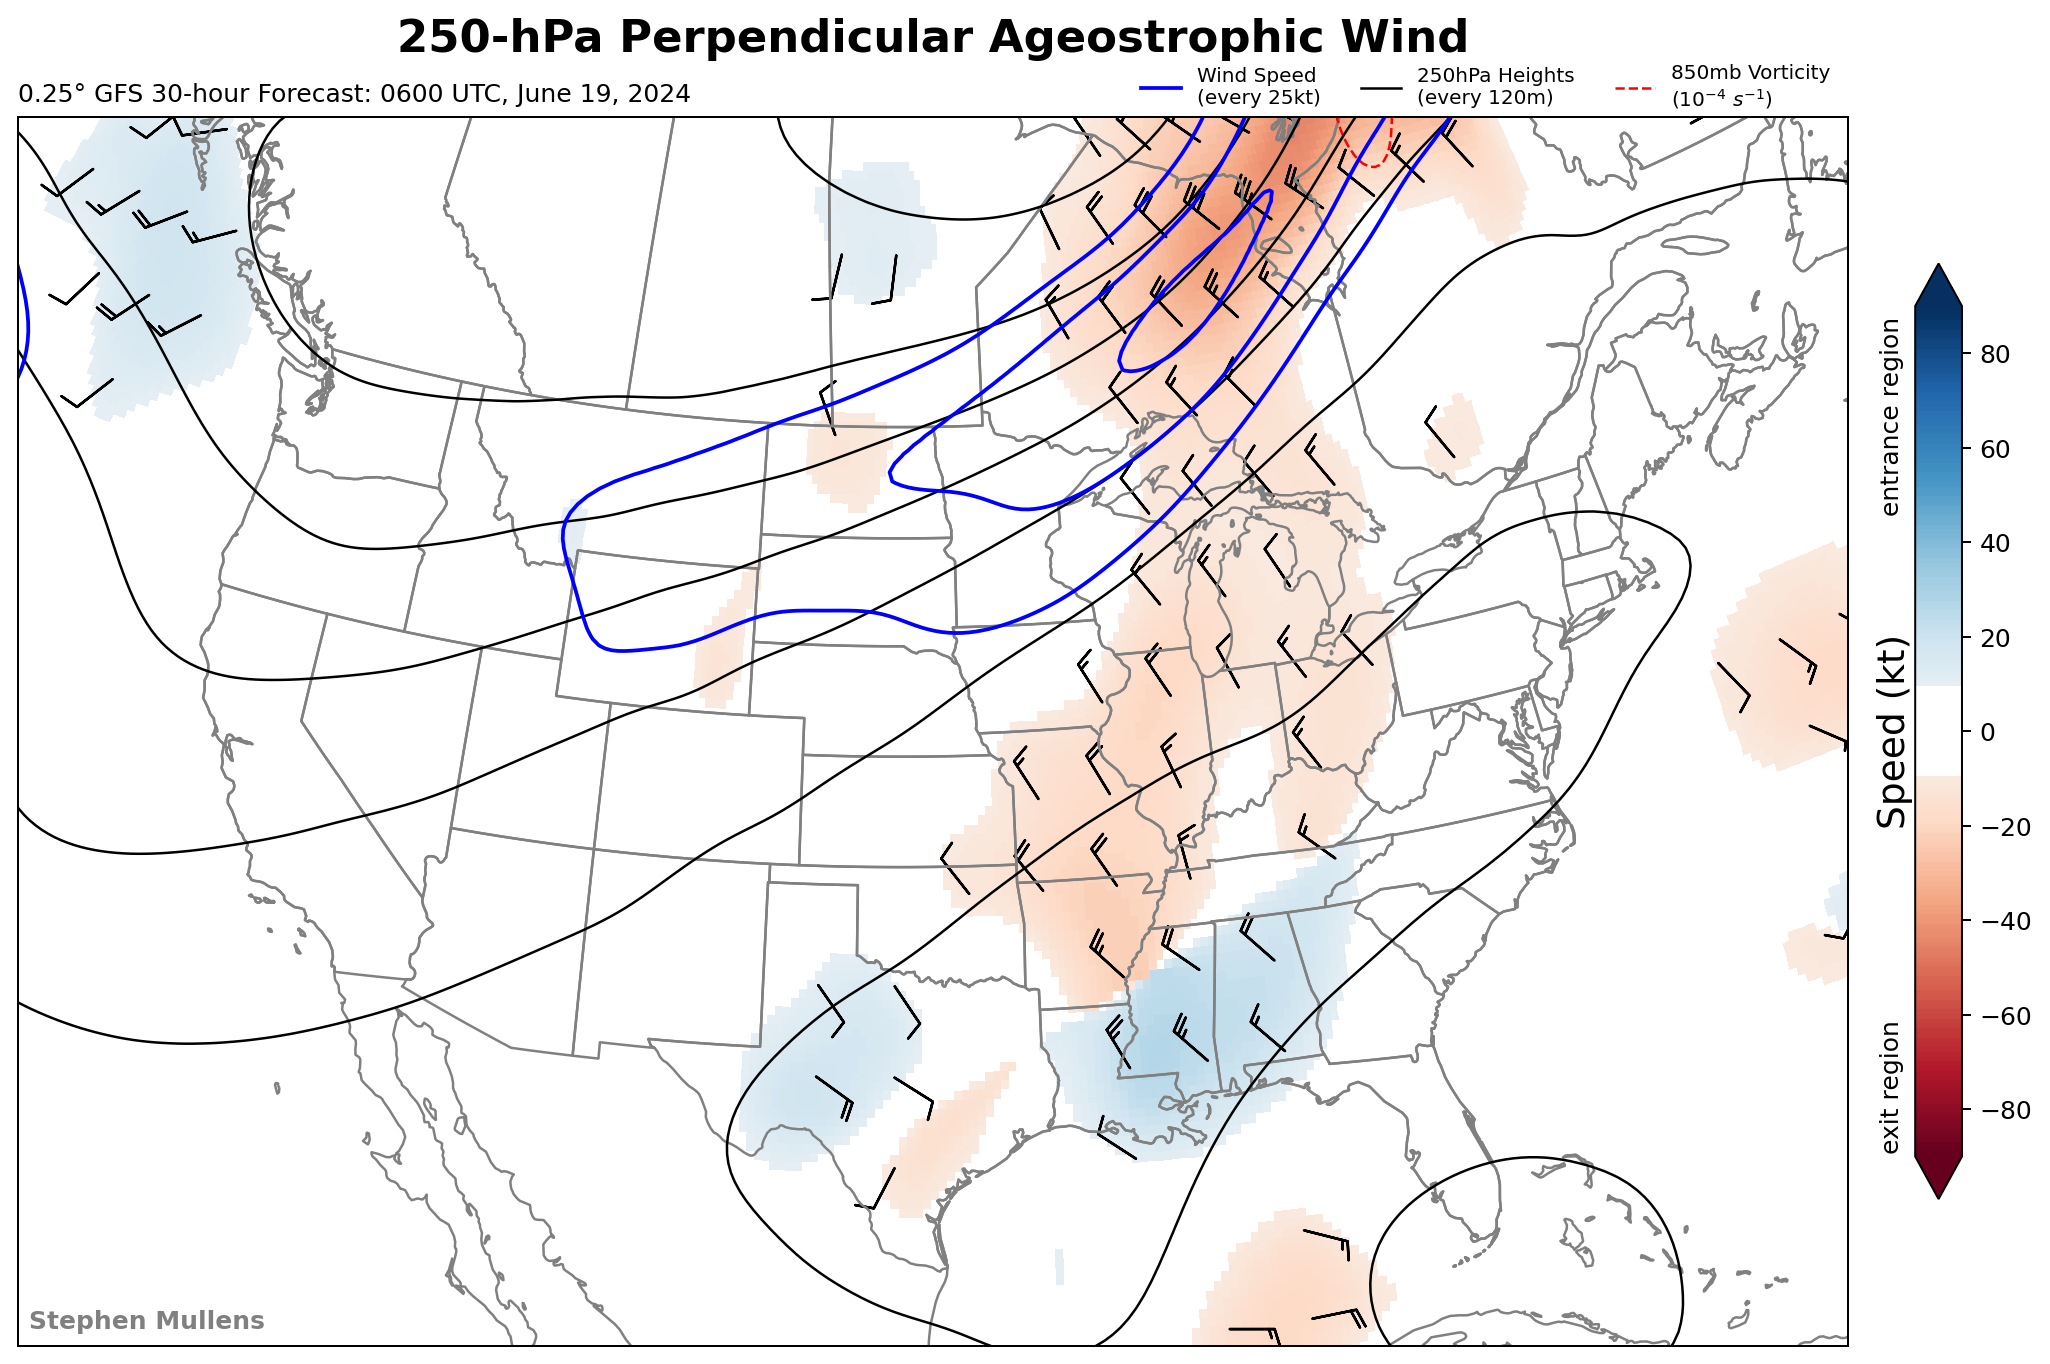 250-hPa Perpendicular Ageostrophic Wind
0.25° GFS 30-hour Forecast: 0600 UTC, June 19, 2024
Wind Speed
(every 25kt)
250hPa Heights
(every 120m)
850mb Vorticity
(10⁻⁴ s⁻¹)
entrance region
Speed (kt)
exit region
80
60
40
20
0
−20
−40
−60
−80
Stephen Mullens